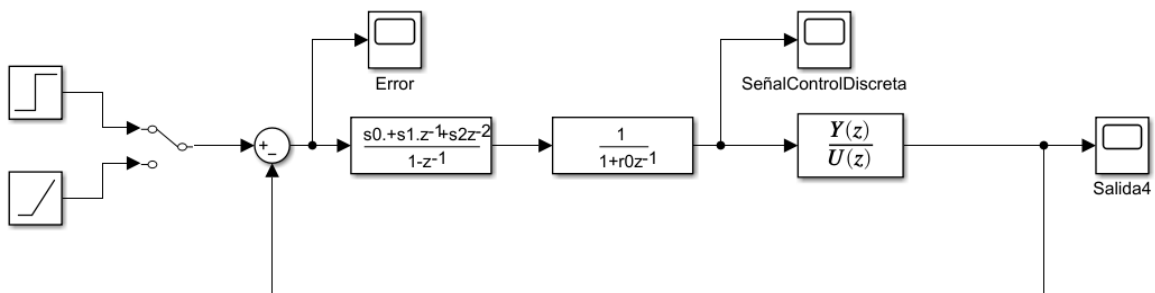 Error
SeñalControlDiscreta
+
−
s0.+s1.z⁻¹+s2z⁻²
1-z⁻¹
1
1+r0z⁻¹
Y(z)
U(z)
Salida4